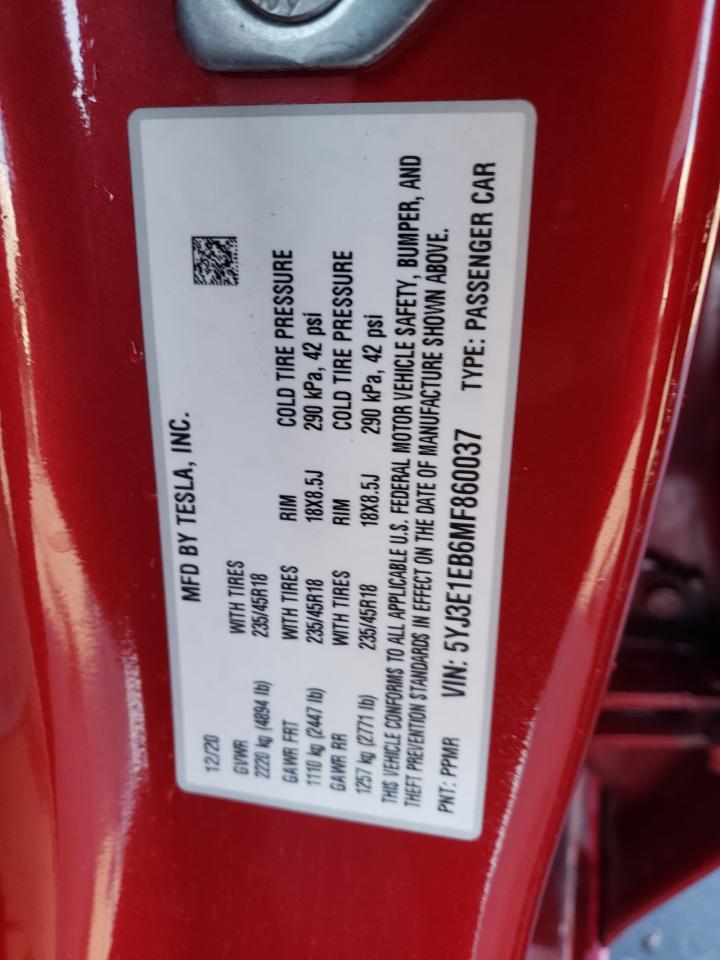 MFD BY TESLA, INC.
12/20
GVWR WITH TIRES
2220 kg (4894 lb) 235/45R18
GAWR FRT WITH TIRES RIM COLD TIRE PRESSURE
1110 kg (2447 lb) 235/45R18 18X8.5J 290 kPa, 42 psi
GAWR RR WITH TIRES RIM COLD TIRE PRESSURE
1257 kg (2771 lb) 235/45R18 18X8.5J 290 kPa, 42 psi
THIS VEHICLE CONFORMS TO ALL APPLICABLE U.S. FEDERAL MOTOR VEHICLE SAFETY, BUMPER, AND
THEFT PREVENTION STANDARDS IN EFFECT ON THE DATE OF MANUFACTURE SHOWN ABOVE.
PNT: PPMR VIN: 5YJ3E1EB6MF860037 TYPE: PASSENGER CAR